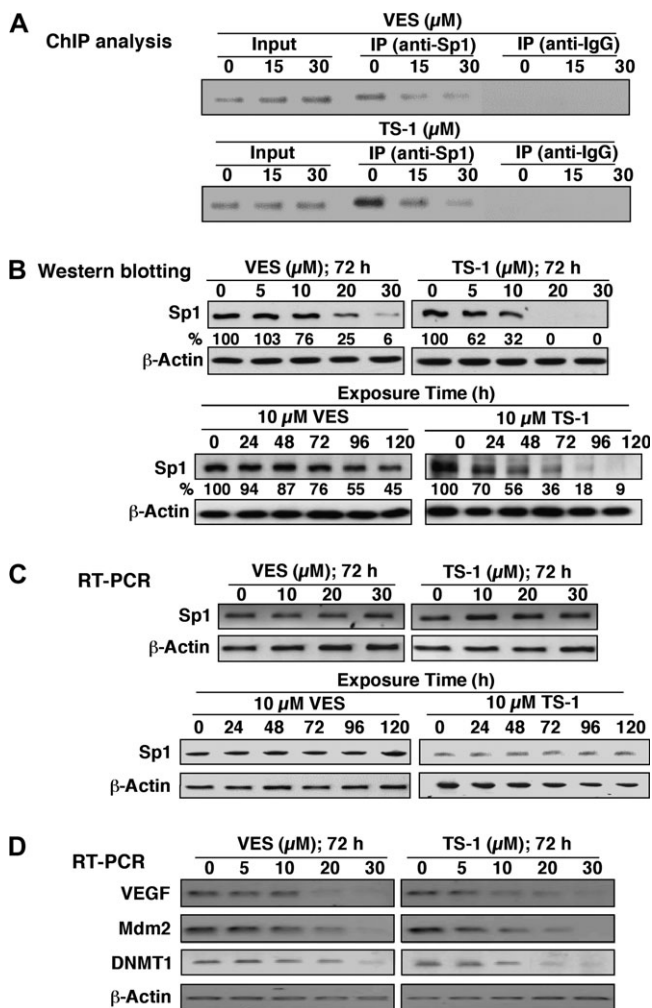 A
ChIP analysis
VES (µM)
Input IP (anti-Sp1) IP (anti-IgG)
0 15 30 0 15 30 0 15 30
TS-1 (µM)
Input IP (anti-Sp1) IP (anti-IgG)
0 15 30 0 15 30 0 15 30
B
Western blotting
VES (µM); 72 h TS-1 (µM); 72 h
0 5 10 20 30 0 5 10 20 30
Sp1
% 100 103 76 25 6 100 62 32 0 0
β-Actin
Exposure Time (h)
10 µM VES 10 µM TS-1
0 24 48 72 96 120 0 24 48 72 96 120
Sp1
% 100 94 87 76 55 45 100 70 56 36 18 9
β-Actin
C
RT-PCR
VES (µM); 72 h TS-1 (µM); 72 h
0 10 20 30 0 10 20 30
Sp1
β-Actin
Exposure Time (h)
10 µM VES 10 µM TS-1
0 24 48 72 96 120 0 24 48 72 96 120
Sp1
β-Actin
D
RT-PCR
VES (µM); 72 h TS-1 (µM); 72 h
0 5 10 20 30 0 5 10 20 30
VEGF
Mdm2
DNMT1
β-Actin